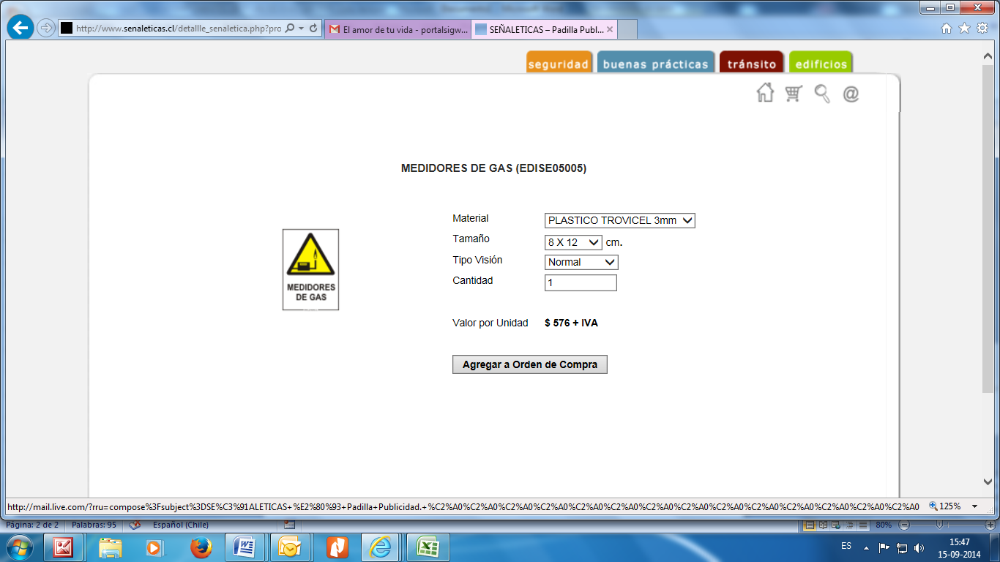 http://www.senaleticas.cl/detallle_senaletica.php?pro
El amor de tu vida - portalsigw...
SEÑALETICAS – Padilla Publ...
seguridad
buenas prácticas
tránsito
edificios
MEDIDORES DE GAS (EDISE05005)
MEDIDORES
DE GAS
Material PLASTICO TROVICEL 3mm
Tamaño 8 X 12 cm.
Tipo Visión Normal
Cantidad 1
Valor por Unidad $ 576 + IVA
Agregar a Orden de Compra
http://mail.live.com/?rru=compose%3Fsubject%3DSE%C3%91ALETICAS+%E2%80%93+Padilla+Publicidad.+%C2%A0%C2%A0%C2%A0%C2%A0%C2%A0%C2%A0%C2%A0%C2%A0%C2%A0%C2%A0%C2%A0%C2%A0%C2%A0%C2%A0%C2%A0%C2%A0%C2%A0 125%
Página: 2 de 2 Palabras: 95 Español (Chile) 80%
ES 15:47
15-09-2014